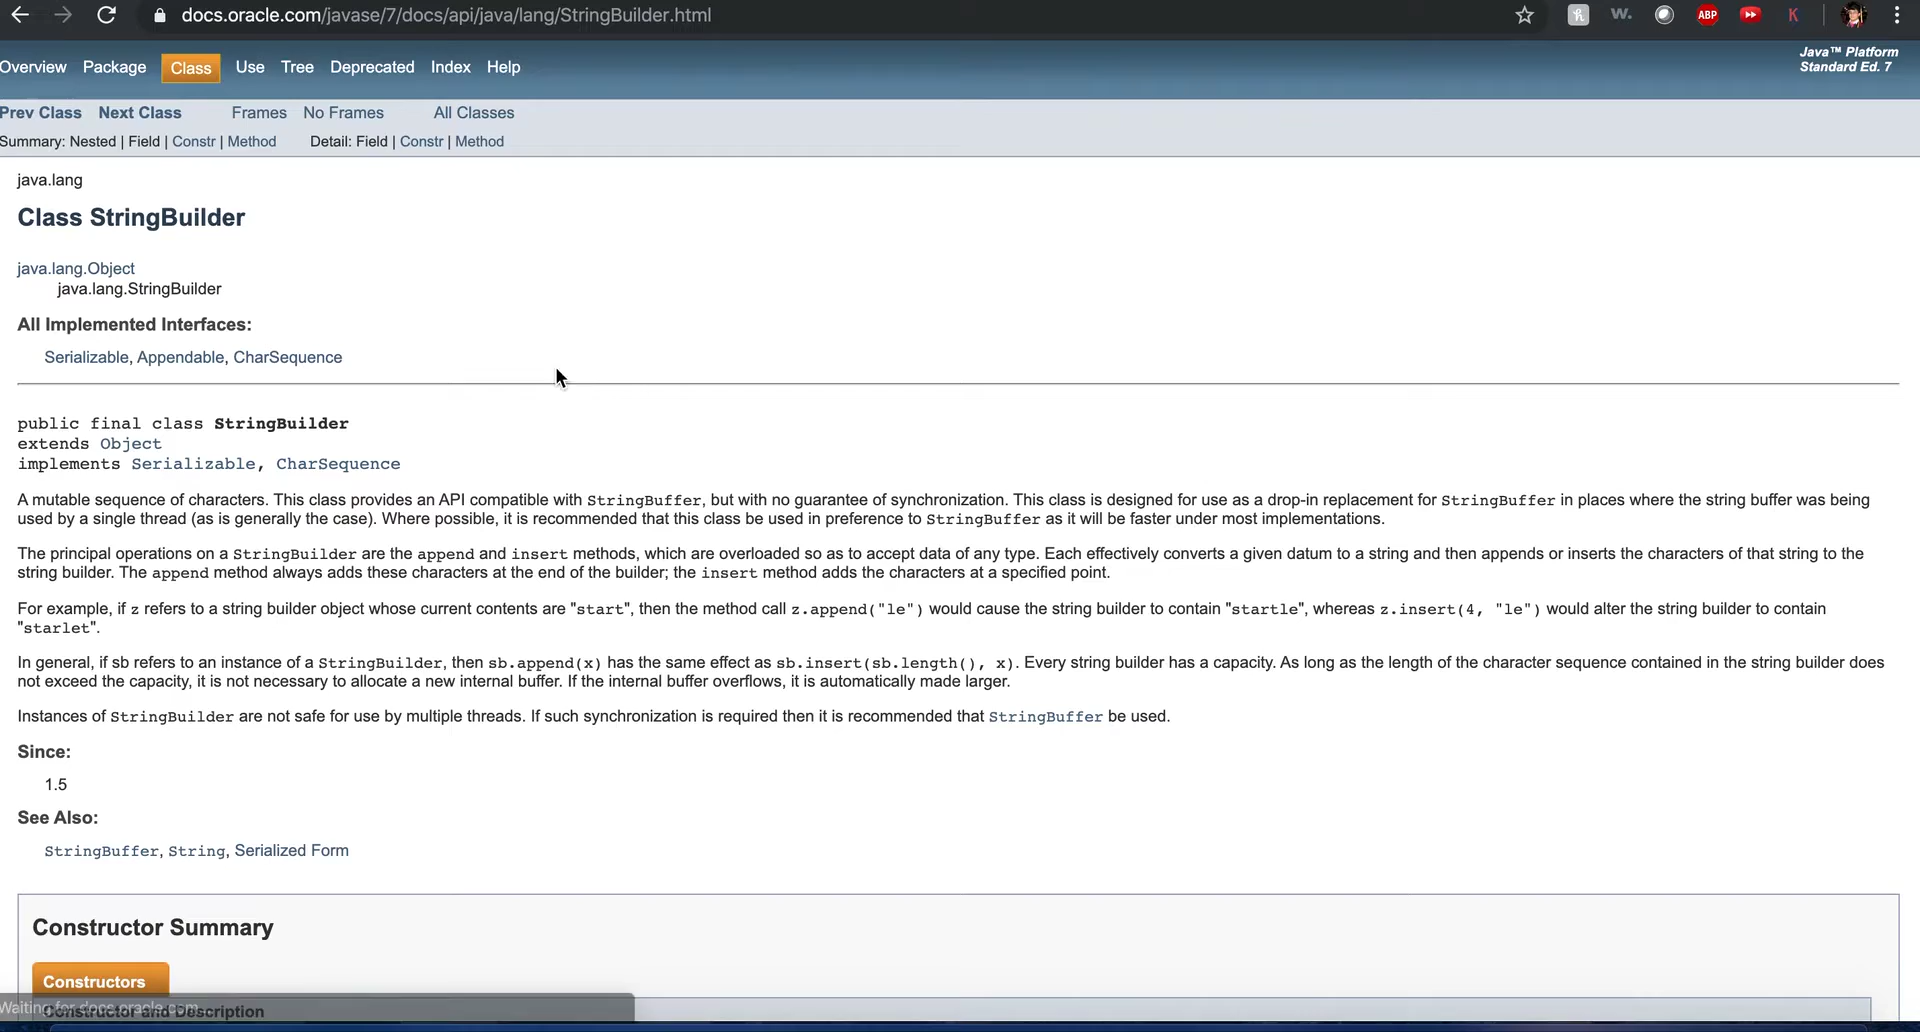 docs.oracle.com/javase/7/docs/api/java/lang/StringBuilder.html
W. ABP K
Overview Package Class Use Tree Deprecated Index Help
Java™ Platform
Standard Ed. 7
Prev Class Next Class Frames No Frames All Classes
Summary: Nested | Field | Constr | Method Detail: Field | Constr | Method
java.lang
Class StringBuilder
java.lang.Object
java.lang.StringBuilder
All Implemented Interfaces:
Serializable, Appendable, CharSequence
public final class StringBuilder
extends Object
implements Serializable, CharSequence
A mutable sequence of characters. This class provides an API compatible with StringBuffer, but with no guarantee of synchronization. This class is designed for use as a drop-in replacement for StringBuffer in places where the string buffer was being
used by a single thread (as is generally the case). Where possible, it is recommended that this class be used in preference to StringBuffer as it will be faster under most implementations.
The principal operations on a StringBuilder are the append and insert methods, which are overloaded so as to accept data of any type. Each effectively converts a given datum to a string and then appends or inserts the characters of that string to the
string builder. The append method always adds these characters at the end of the builder; the insert method adds the characters at a specified point.
For example, if z refers to a string builder object whose current contents are "start", then the method call z.append("le") would cause the string builder to contain "startle", whereas z.insert(4, "le") would alter the string builder to contain
"starlet".
In general, if sb refers to an instance of a StringBuilder, then sb.append(x) has the same effect as sb.insert(sb.length(), x). Every string builder has a capacity. As long as the length of the character sequence contained in the string builder does
not exceed the capacity, it is not necessary to allocate a new internal buffer. If the internal buffer overflows, it is automatically made larger.
Instances of StringBuilder are not safe for use by multiple threads. If such synchronization is required then it is recommended that StringBuffer be used.
Since:
1.5
See Also:
StringBuffer, String, Serialized Form
Constructor Summary
Constructors
Waiting for docs.oracle.com...
Constructor and Description